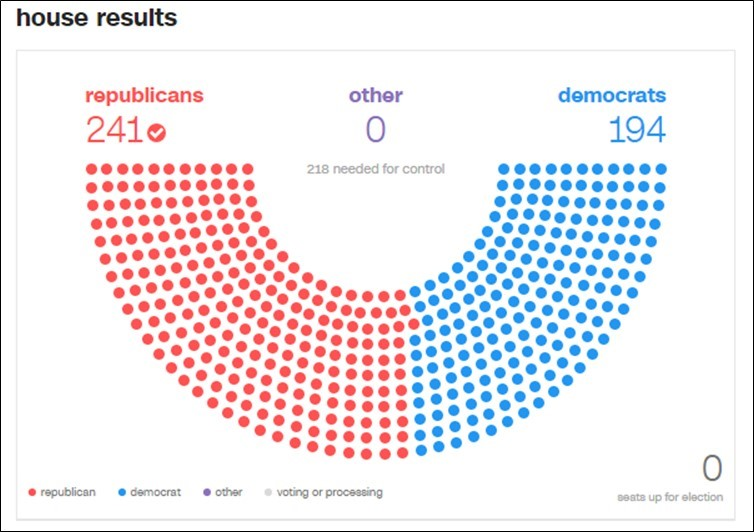 house results
republicans other democrats
241 0 194
218 needed for control
0
republican democrat other voting or processing
seats up for election